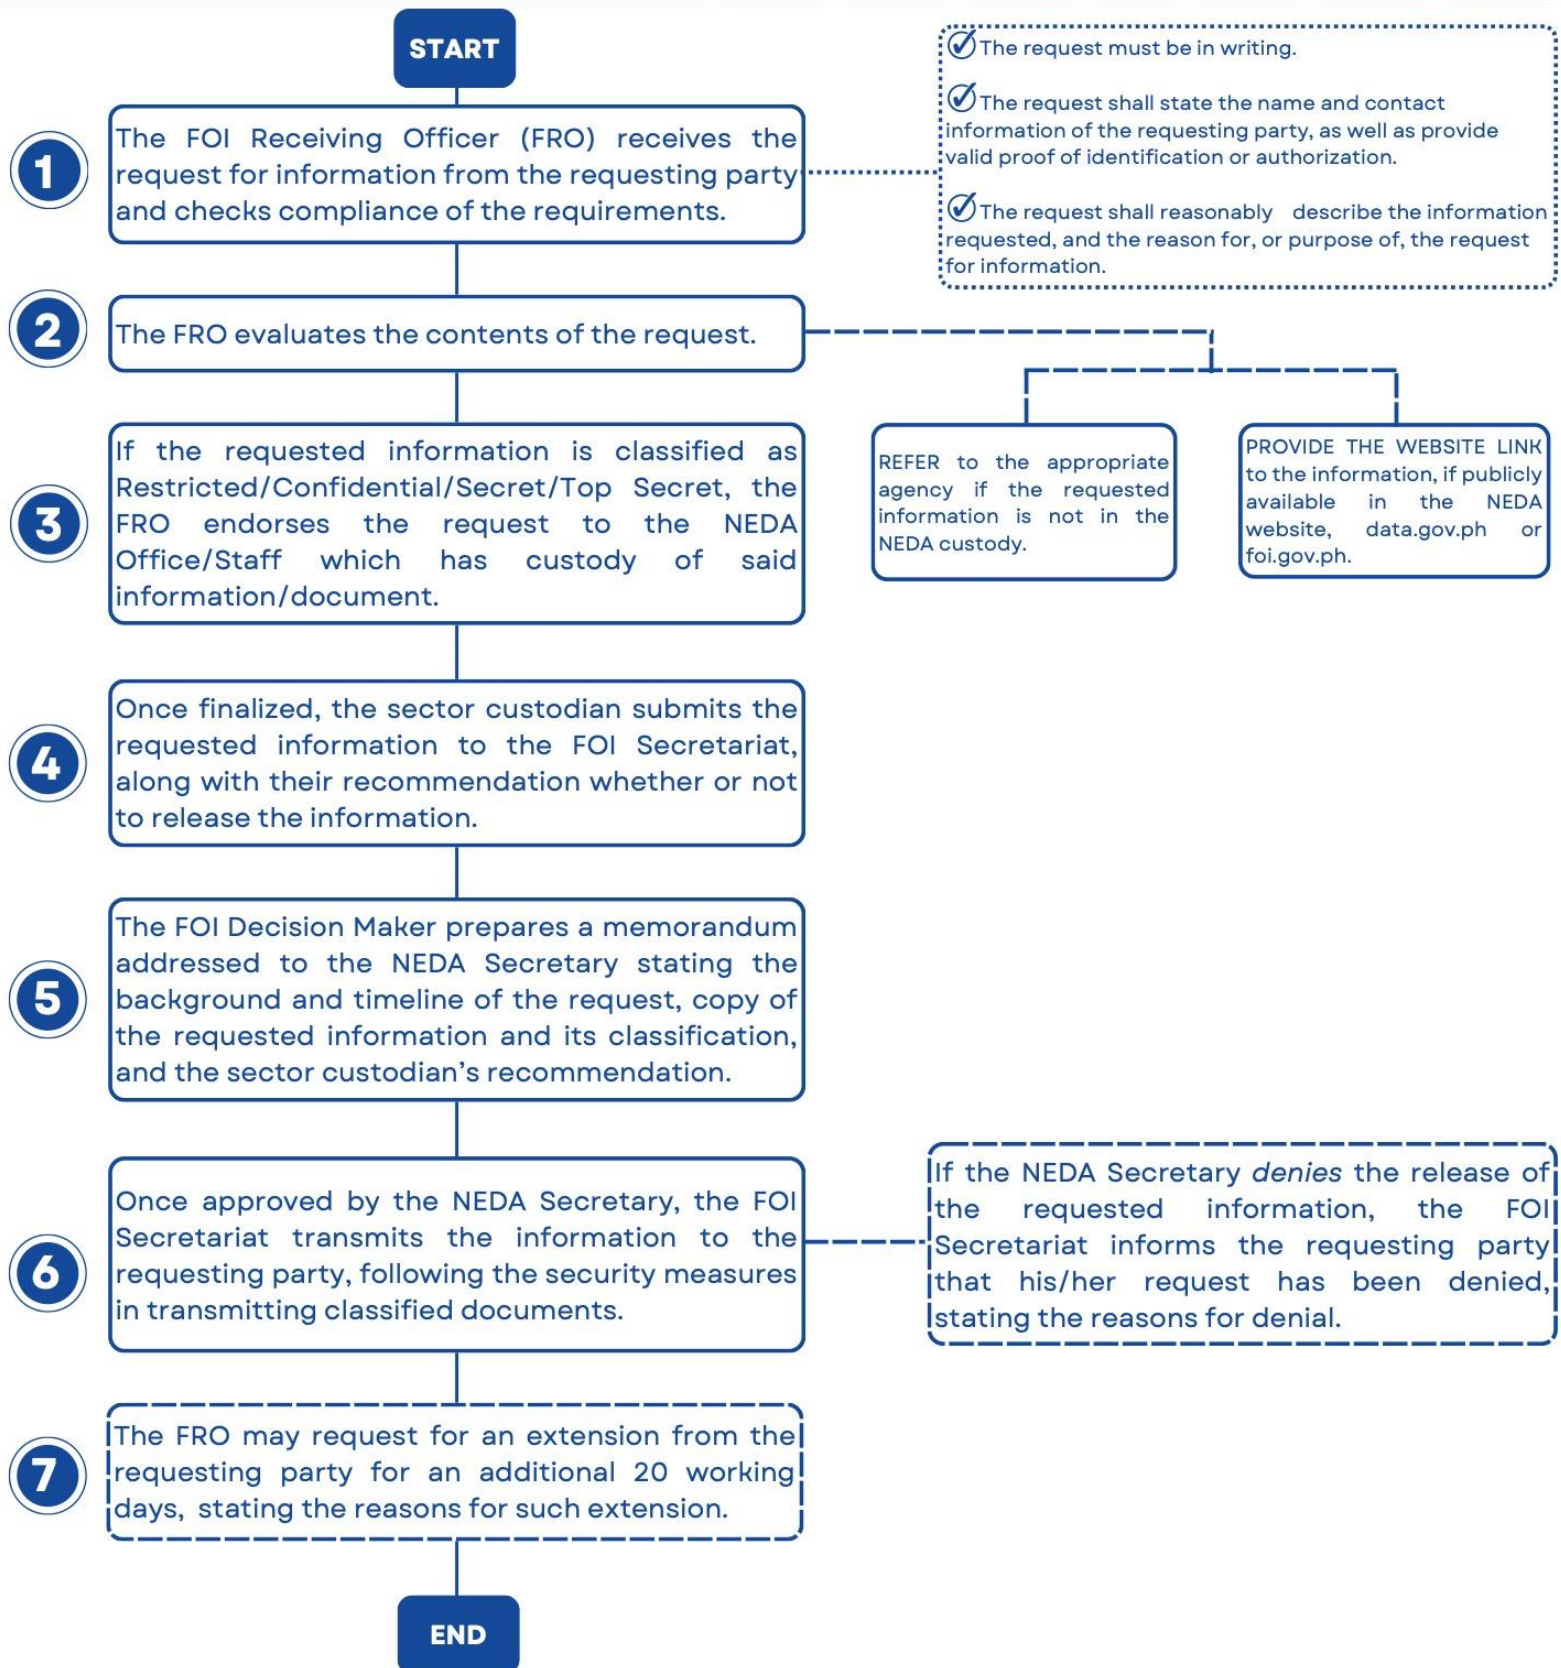 START
1
The FOI Receiving Officer (FRO) receives the
request for information from the requesting party
and checks compliance of the requirements.
The request must be in writing.
The request shall state the name and contact
information of the requesting party, as well as provide
valid proof of identification or authorization.
The request shall reasonably describe the information
requested, and the reason for, or purpose of, the request
for information.
2
The FRO evaluates the contents of the request.
REFER to the appropriate
agency if the requested
information is not in the
NEDA custody.
PROVIDE THE WEBSITE LINK
to the information, if publicly
available in the NEDA
website, data.gov.ph or
foi.gov.ph.
3
If the requested information is classified as
Restricted/Confidential/Secret/Top Secret, the
FRO endorses the request to the NEDA
Office/Staff which has custody of said
information/document.
4
Once finalized, the sector custodian submits the
requested information to the FOI Secretariat,
along with their recommendation whether or not
to release the information.
5
The FOI Decision Maker prepares a memorandum
addressed to the NEDA Secretary stating the
background and timeline of the request, copy of
the requested information and its classification,
and the sector custodian's recommendation.
6
Once approved by the NEDA Secretary, the FOI
Secretariat transmits the information to the
requesting party, following the security measures
in transmitting classified documents.
If the NEDA Secretary denies the release of
the requested information, the FOI
Secretariat informs the requesting party
that his/her request has been denied,
stating the reasons for denial.
7
The FRO may request for an extension from the
requesting party for an additional 20 working
days, stating the reasons for such extension.
END